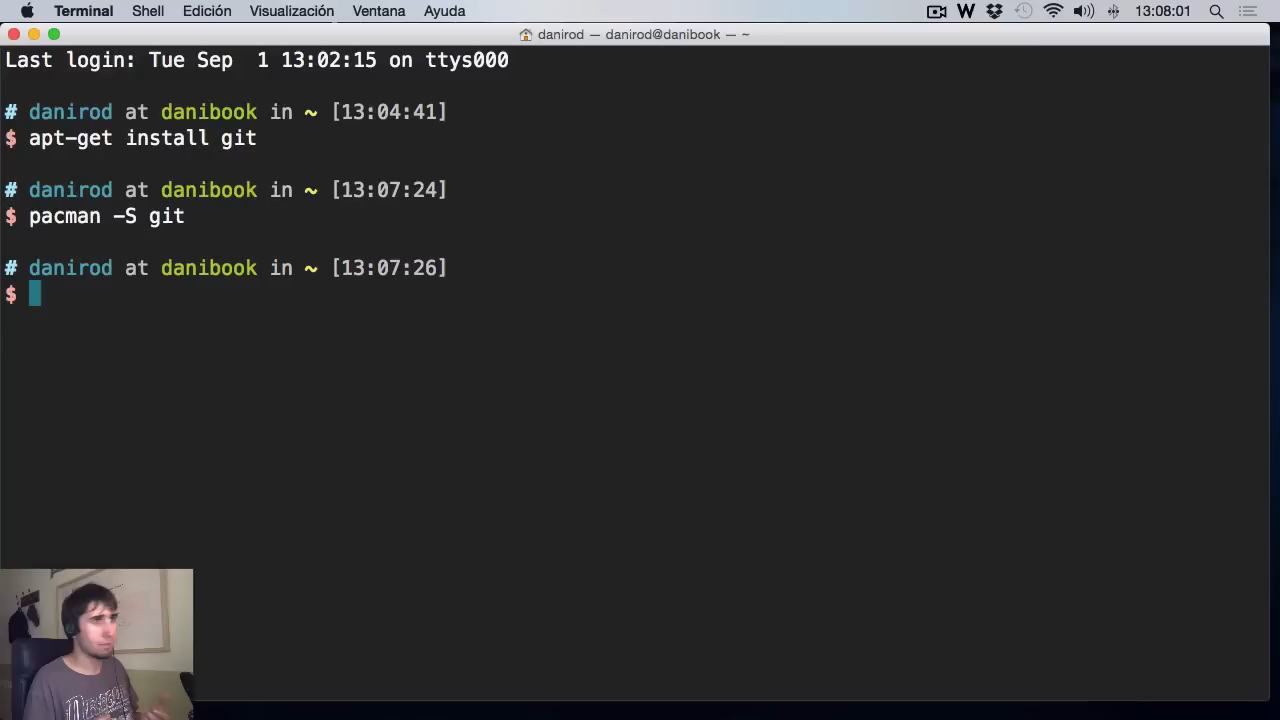 Terminal Shell Edición Visualización Ventana Ayuda 13:08:01
danirod — danirod@danibook — ~
Last login: Tue Sep  1 13:02:15 on ttys000
# danirod at danibook in ~ [13:04:41]
$ apt-get install git
# danirod at danibook in ~ [13:07:24]
$ pacman -S git
# danirod at danibook in ~ [13:07:26]
$